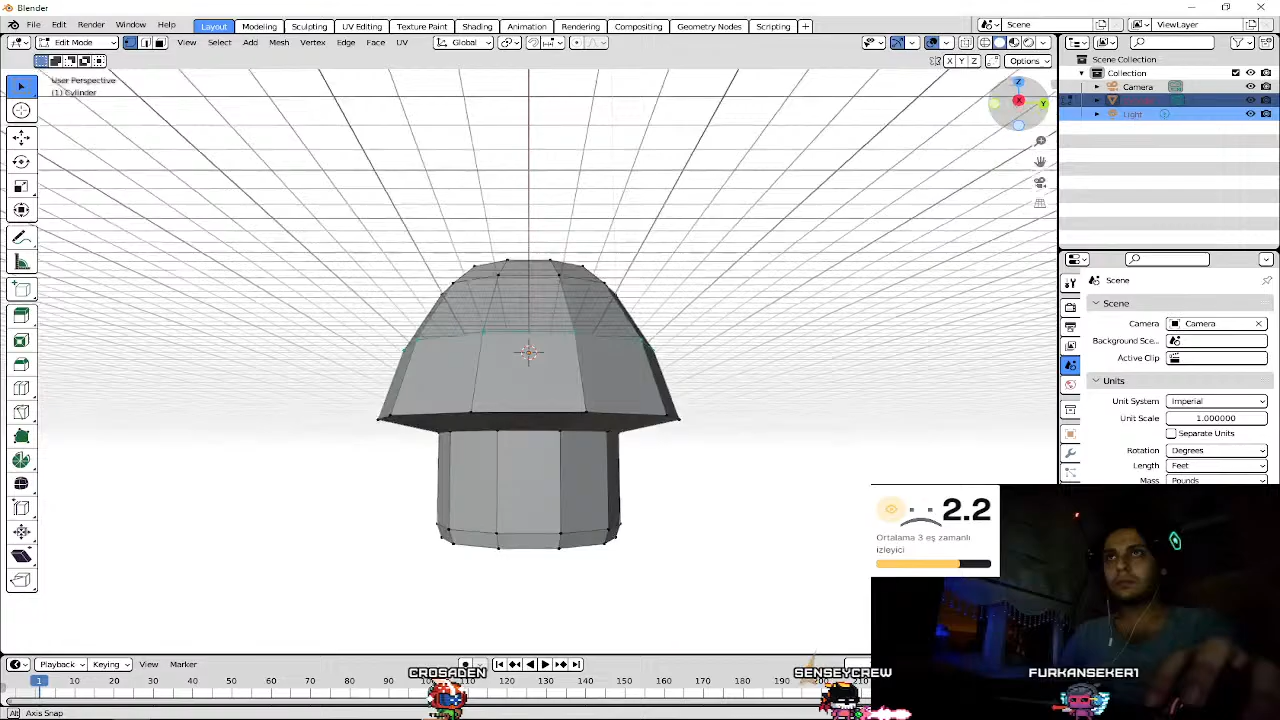 Blender
File Edit Render Window Help
Layout Modeling Sculpting UV Editing Texture Paint Shading Animation Rendering Compositing Geometry Nodes Scripting +
Scene
ViewLayer
Edit Mode
View Select Add Mesh Vertex Edge Face UV
Global
X Y Z
Options
User Perspective
(1) Cylinder
Z
X
Y
Scene Collection
Collection
Camera
Light
Scene
Scene
Camera
Camera
Background Sce...
Active Clip
Units
Unit System
Imperial
Unit Scale
1.000000
Separate Units
Rotation
Degrees
Length
Feet
Mass
Pounds
2.2
Ortalama 3 eş zamanlı
izleyici
Playback Keying View Marker
1 10 20 30 40 50 60 70 80 90 100 110 120 130 140 150 160 170 180 190 200 210
CROSADEN
SENSEYCREW
FURKANSEKER1
Alt Axis Snap